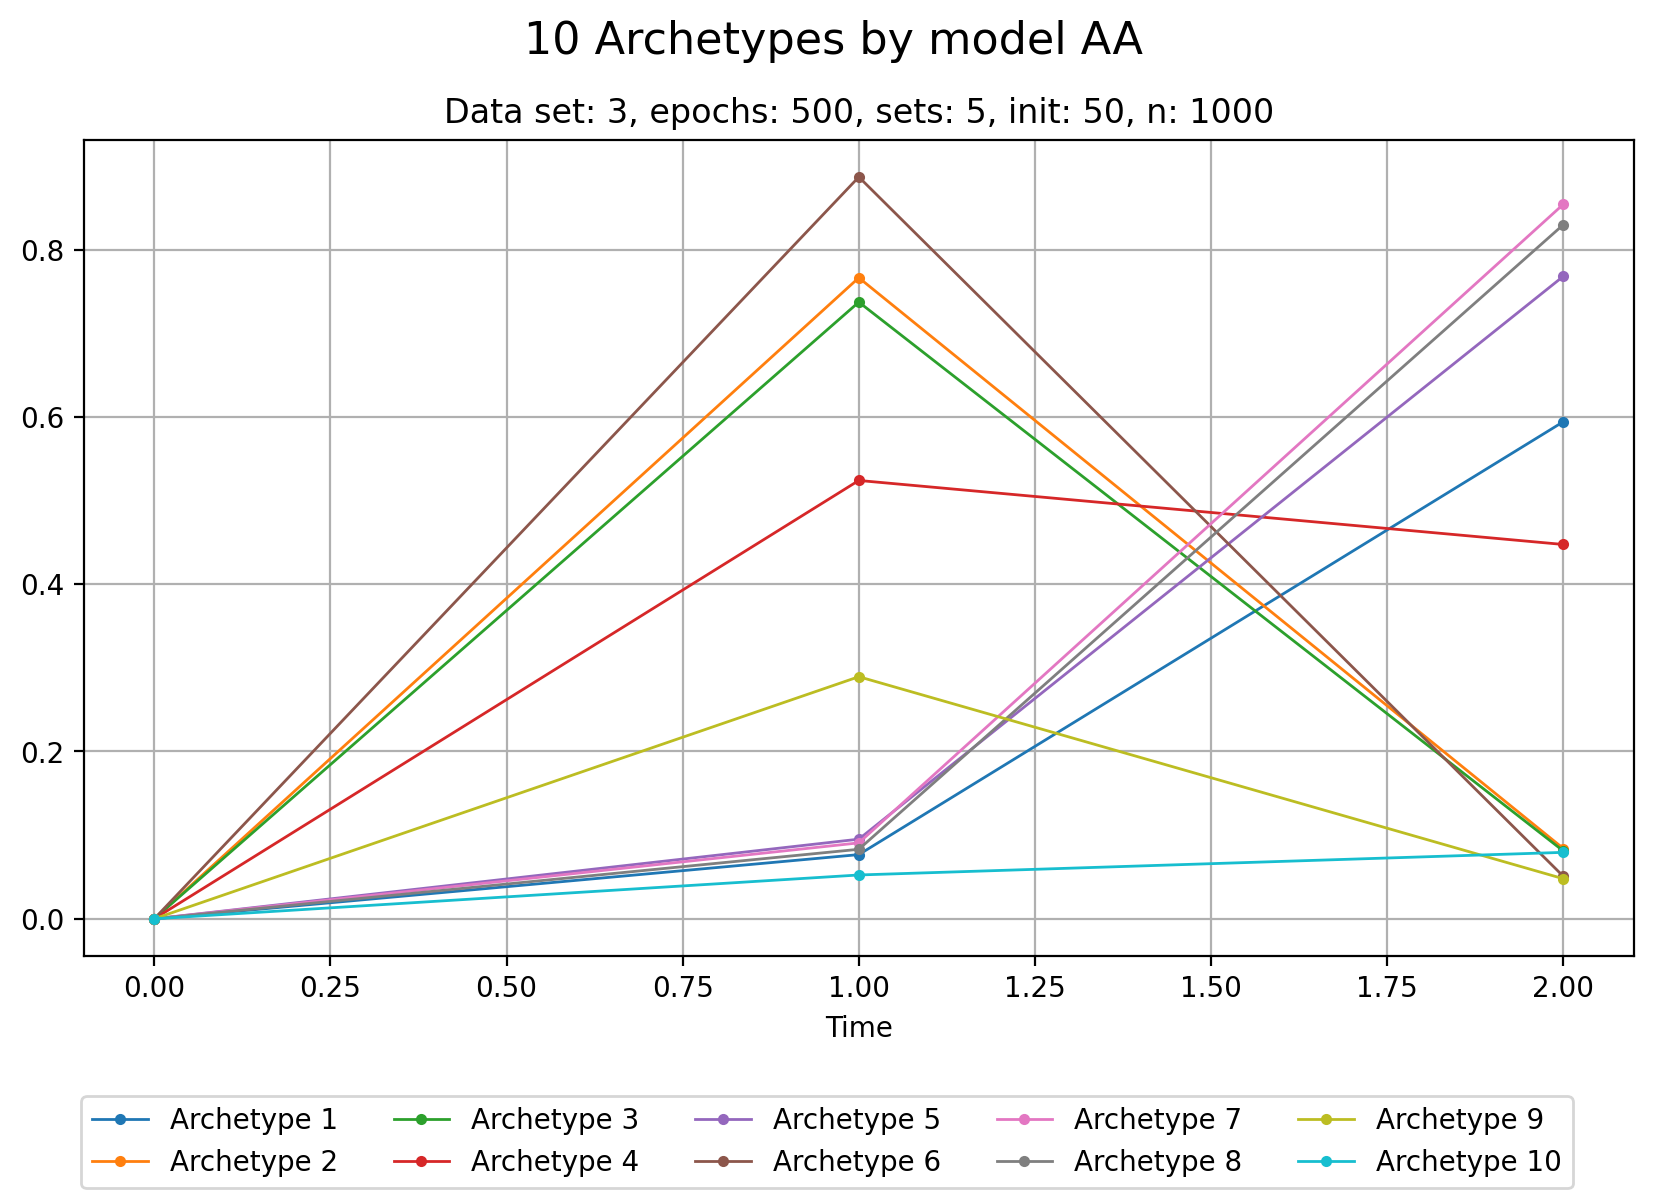 10 Archetypes by model AA
Data set: 3, epochs: 500, sets: 5, init: 50, n: 1000
0.8
0.6
0.4
0.2
0.0
0.00 0.25 0.50 0.75 1.00 1.25 1.50 1.75 2.00
Time
Archetype 1 Archetype 3 Archetype 5 Archetype 7 Archetype 9
Archetype 2 Archetype 4 Archetype 6 Archetype 8 Archetype 10